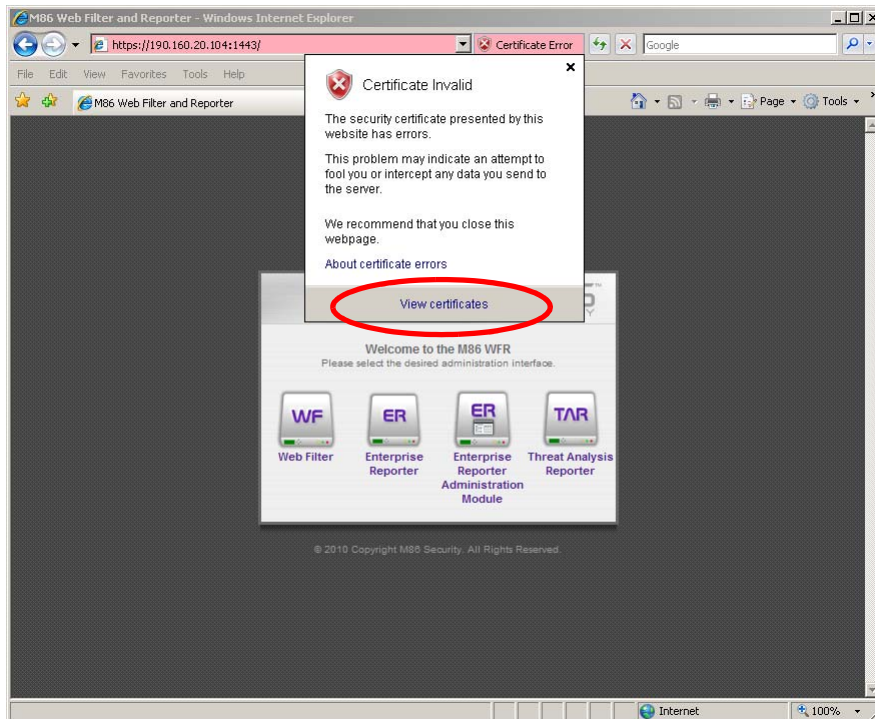 M86 Web Filter and Reporter - Windows Internet Explorer
https://190.160.20.104:1443/
Certificate Error
Google
File Edit View Favorites Tools Help
M86 Web Filter and Reporter
Page
Tools
Certificate Invalid
The security certificate presented by this
website has errors.
This problem may indicate an attempt to
fool you or intercept any data you send to
the server.
We recommend that you close this
webpage.
About certificate errors
View certificates
Welcome to the M86 WFR
Please select the desired administration interface.
WF
Web Filter
ER
Enterprise
Reporter
ER
Enterprise
Reporter
Administration
Module
TAR
Threat Analysis
Reporter
© 2010 Copyright M86 Security. All Rights Reserved.
Internet
100%